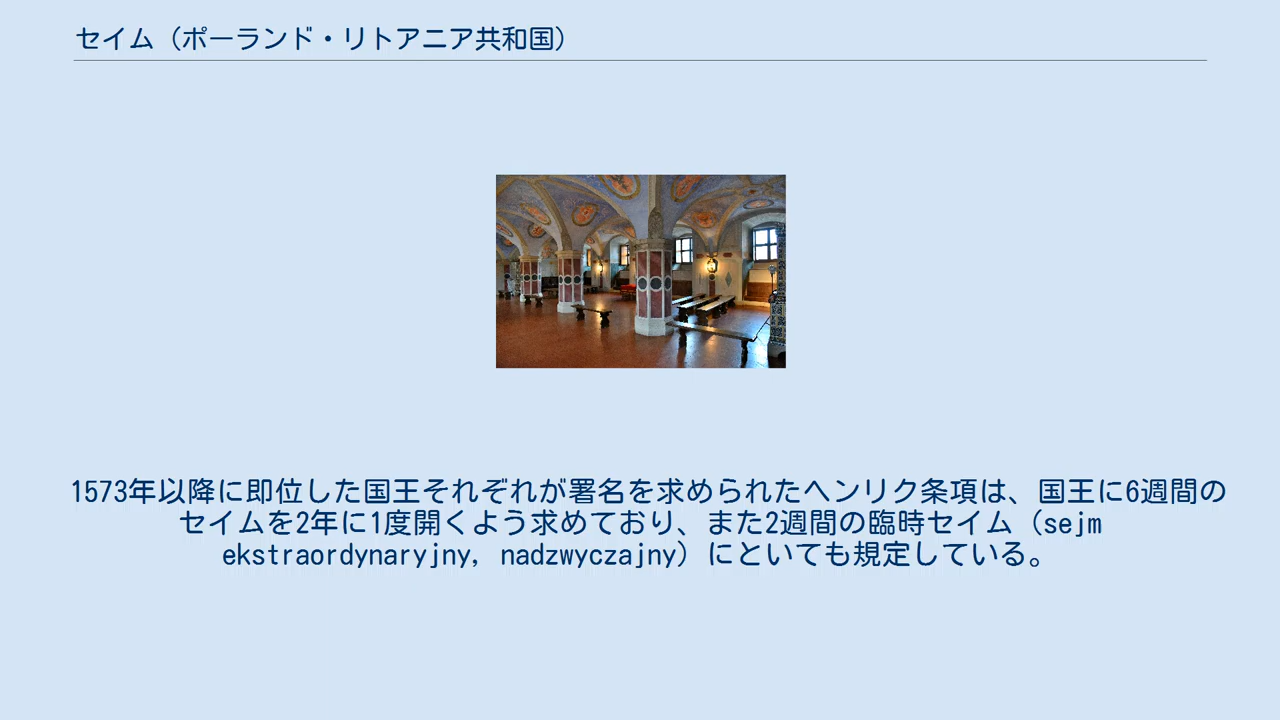 セイム（ポーランド・リトアニア共和国）
1573年以降に即位した国王それぞれが署名を求められたヘンリク条項は、国王に6週間の
セイムを2年に1度開くよう求めており、また2週間の臨時セイム（sejm
ekstraordynaryjny, nadzwyczajny）にといても規定している。